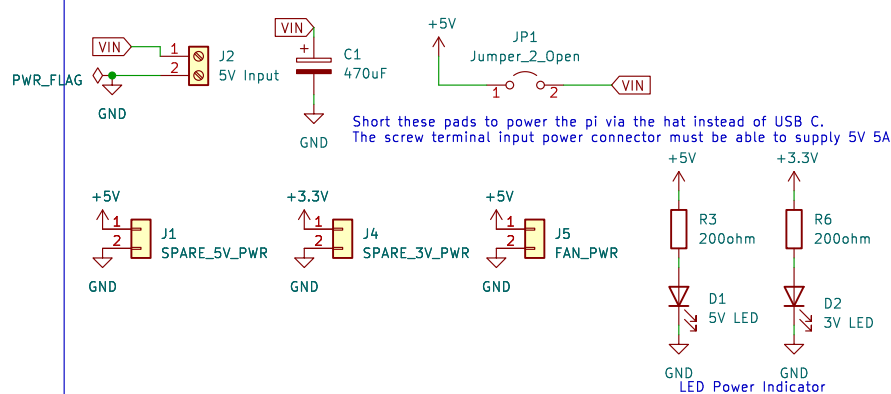 VIN
1
2
J2
5V Input
PWR_FLAG
GND
VIN
+
C1
470uF
GND
+5V
JP1
Jumper_2_Open
1
2
VIN
Short these pads to power the pi via the hat instead of USB C.
The screw terminal input power connector must be able to supply 5V 5A
+5V
1
2
J1
SPARE_5V_PWR
GND
+3.3V
1
2
J4
SPARE_3V_PWR
GND
+5V
1
2
J5
FAN_PWR
GND
+5V
R3
200ohm
D1
5V LED
GND
+3.3V
R6
200ohm
D2
3V LED
GND
LED Power Indicator